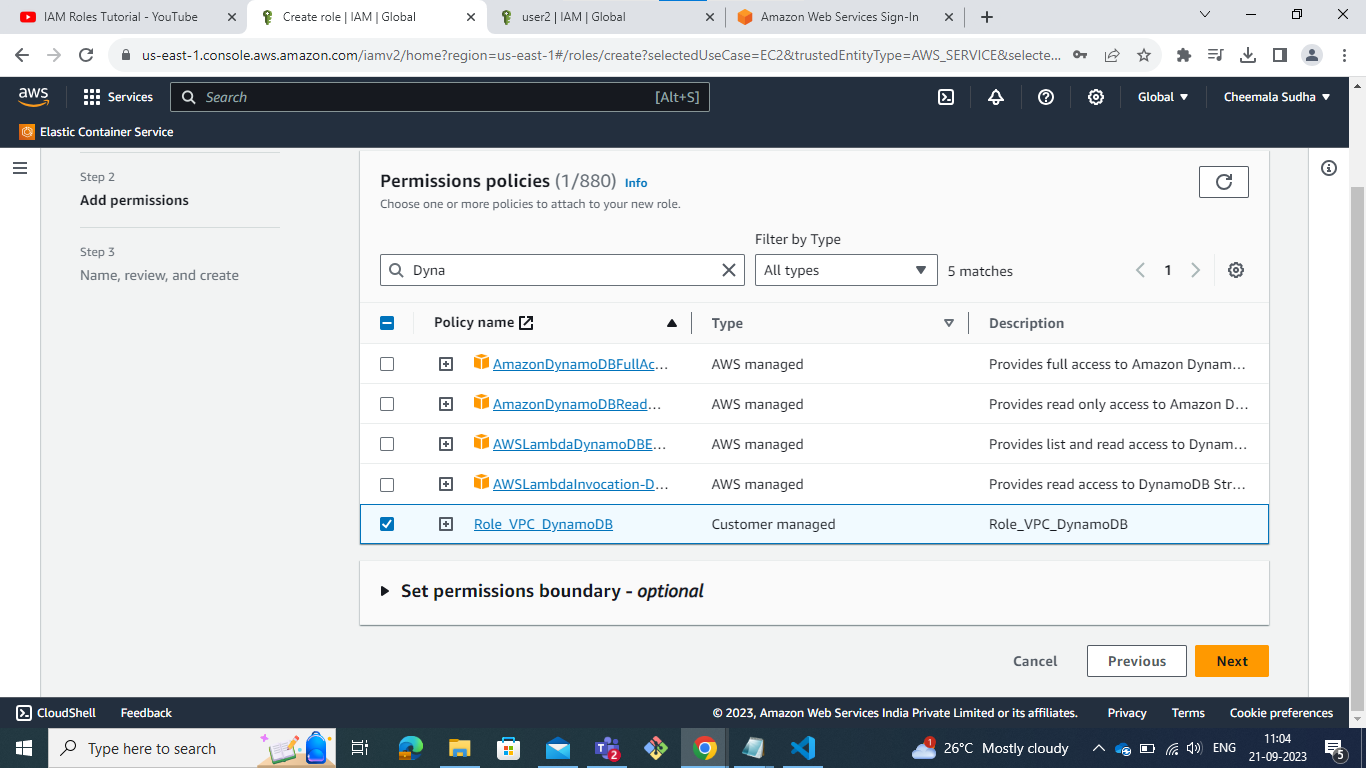 IAM Roles Tutorial - YouTube
Create role | IAM | Global
user2 | IAM | Global
Amazon Web Services Sign-In
us-east-1.console.aws.amazon.com/iamv2/home?region=us-east-1#/roles/create?selectedUseCase=EC2&trustedEntityType=AWS_SERVICE&selecte...
aws
Services
Search
[Alt+S]
Global
Cheemala Sudha
Elastic Container Service
Step 2
Add permissions
Step 3
Name, review, and create
Permissions policies (1/880) Info
Choose one or more policies to attach to your new role.
Filter by Type
Dyna
All types
5 matches
1
Policy name
Type
Description
AmazonDynamoDBFullAc... AWS managed Provides full access to Amazon Dynam...
AmazonDynamoDBRead... AWS managed Provides read only access to Amazon D...
AWSLambdaDynamoDBE... AWS managed Provides list and read access to Dynam...
AWSLambdaInvocation-D... AWS managed Provides read access to DynamoDB Str...
Role_VPC_DynamoDB Customer managed Role_VPC_DynamoDB
Set permissions boundary - optional
Cancel
Previous
Next
CloudShell
Feedback
© 2023, Amazon Web Services India Private Limited or its affiliates.
Privacy
Terms
Cookie preferences
Type here to search
2
1
26°C Mostly cloudy
ENG
11:04
21-09-2023
5